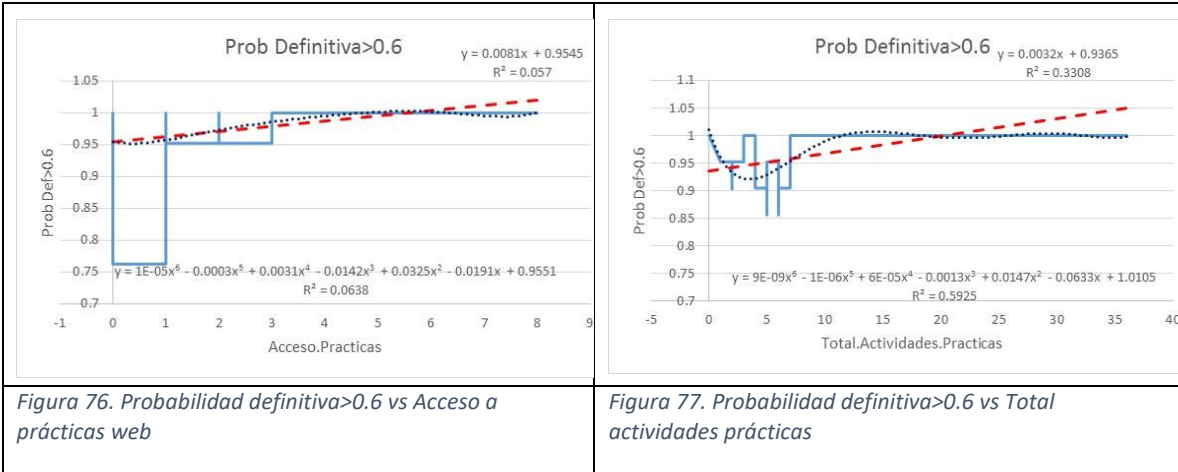 Prob Definitiva>0.6
y = 0.0081x + 0.9545
R² = 0.057
1.05
1
0.95
0.9
0.85
0.8
0.75
0.7
Prob Def>0.6
y = 1E-05x⁶ - 0.0003x⁵ + 0.0031x⁴ - 0.0142x³ + 0.0325x² - 0.0191x + 0.9551
R² = 0.0638
-1 0 1 2 3 4 5 6 7 8 9
Acceso.Practicas
Figura 76. Probabilidad definitiva>0.6 vs Acceso a
prácticas web
Prob Definitiva>0.6
y = 0.0032x + 0.9365
R² = 0.3308
1.1
1.05
1
0.95
0.9
0.85
0.8
0.75
0.7
Prob Def>0.6
y = 9E-09x⁶ - 1E-06x⁵ + 6E-05x⁴ - 0.0013x³ + 0.0147x² - 0.0633x + 1.0105
R² = 0.5925
-5 0 5 10 15 20 25 30 35 40
Total.Actividades.Practicas
Figura 77. Probabilidad definitiva>0.6 vs Total
actividades prácticas